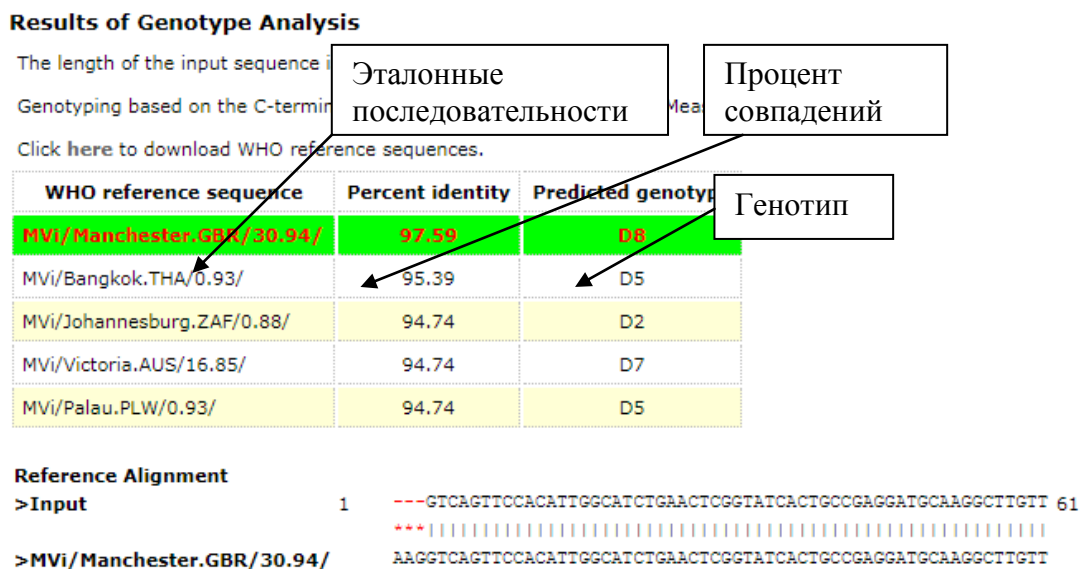 Results of Genotype Analysis
The length of the input sequence i
Эталонные
последовательности
Процент
совпадений
Genotyping based on the C-termin
Click here to download WHO reference sequences.
Генотип
WHO reference sequence Percent identity Predicted genotyp
MVi/Manchester.GBR/30.94/ 97.59 D8
MVi/Bangkok.THA/0.93/ 95.39 D5
MVi/Johannesburg.ZAF/0.88/ 94.74 D2
MVi/Victoria.AUS/16.85/ 94.74 D7
MVi/Palau.PLW/0.93/ 94.74 D5
Reference Alignment
>Input 1 ---GTCAGTTCCACATTGGCATCTGAACTCGGTATCACTGCCGAGGATGCAAGGCTTGTT 61
***||||||||||||||||||||||||||||||||||||||||||||||||||||||||
>MVi/Manchester.GBR/30.94/ AAGGTCAGTTCCACATTGGCATCTGAACTCGGTATCACTGCCGAGGATGCAAGGCTTGTT